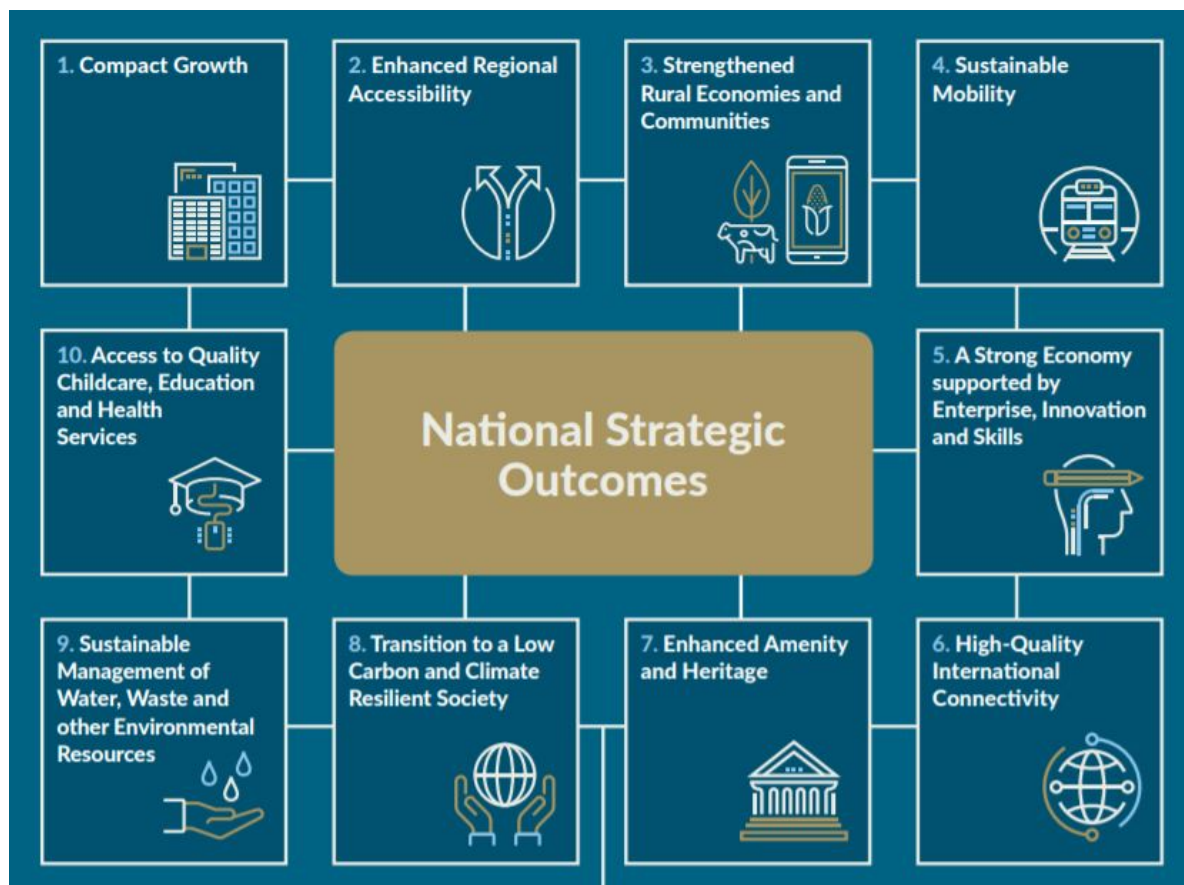 1. Compact Growth
2. Enhanced Regional
Accessibility
3. Strengthened
Rural Economies and
Communities
4. Sustainable
Mobility
10. Access to Quality
Childcare, Education
and Health
Services
National Strategic
Outcomes
5. A Strong Economy
supported by
Enterprise, Innovation
and Skills
9. Sustainable
Management of
Water, Waste and
other Environmental
Resources
8. Transition to a Low
Carbon and Climate
Resilient Society
7. Enhanced Amenity
and Heritage
6. High-Quality
International
Connectivity